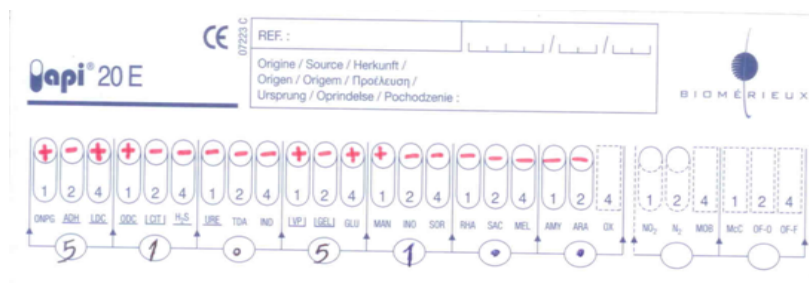 CE 07223 C REF. :
Origine / Source / Herkunft /
Origen / Origem / Προέλευση /
Ursprung / Oprindelse / Pochodzenie :
api® 20 E
BIOMÉRIEUX
+ - + + - - - - - + - + + - - - - - - -
1 2 4 1 2 4 1 2 4 1 2 4 1 2 4 1 2 4 1 2 4 1 2 4 1 2 4
ONPG ADH LDC ODC |CIT| H₂S URE TDA IND |VP| |GEL| GLU MAN INO SOR RHA SAC MEL AMY ARA OX NO₂ N₂ MOB McC OF-O OF-F
5 1 0 5 1 • •